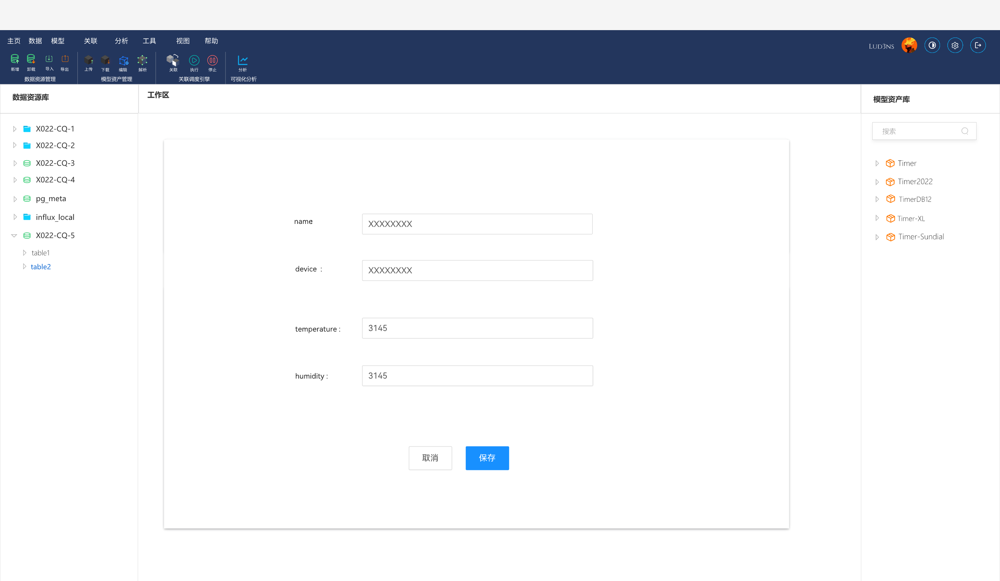 主页 数据 模型 关联 分析 工具 视图 帮助
Lud3ns
新增 卸载 导入 导出 上传 下载 编辑 解析 关联 执行 停止 分析
数据资源管理 模型资产管理 关联调度引擎 可视化分析
数据资源库
X022-CQ-1
X022-CQ-2
X022-CQ-3
X022-CQ-4
pg_meta
influx_local
X022-CQ-5
table1
table2
工作区
name: XXXXXXXX
device : XXXXXXXX
temperature : 3145
humidity : 3145
取消 保存
模型资产库
搜索
Timer
Timer2022
TimerDB12
Timer-XL
Timer-Sundial